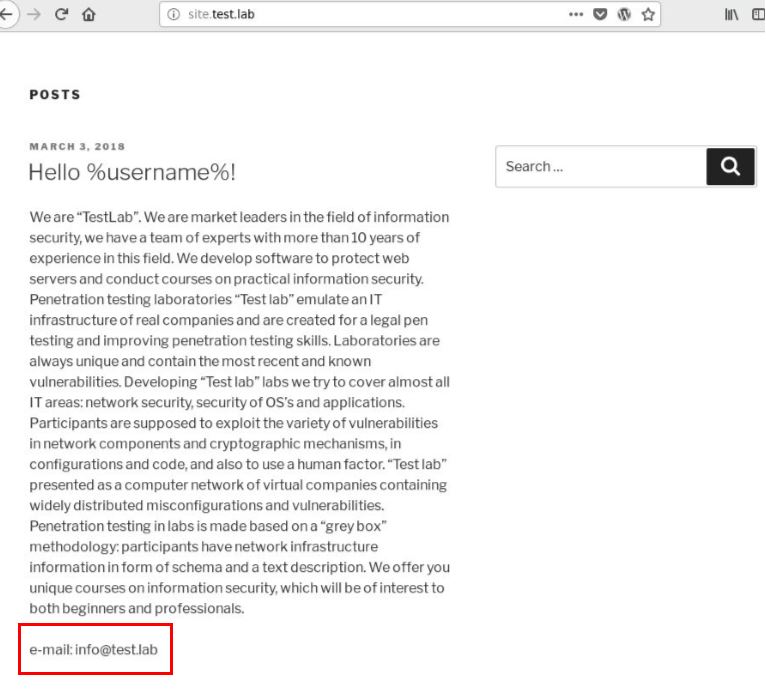 site.test.lab
POSTS
MARCH 3, 2018
Hello %username%!
Search ...
We are “TestLab”. We are market leaders in the field of information
security, we have a team of experts with more than 10 years of
experience in this field. We develop software to protect web
servers and conduct courses on practical information security.
Penetration testing laboratories “Test lab” emulate an IT
infrastructure of real companies and are created for a legal pen
testing and improving penetration testing skills. Laboratories are
always unique and contain the most recent and known
vulnerabilities. Developing “Test lab” labs we try to cover almost all
IT areas: network security, security of OS’s and applications.
Participants are supposed to exploit the variety of vulnerabilities
in network components and cryptographic mechanisms, in
configurations and code, and also to use a human factor. “Test lab”
presented as a computer network of virtual companies containing
widely distributed misconfigurations and vulnerabilities.
Penetration testing in labs is made based on a “grey box”
methodology: participants have network infrastructure
information in form of schema and a text description. We offer you
unique courses on information security, which will be of interest to
both beginners and professionals.
e-mail: info@test.lab